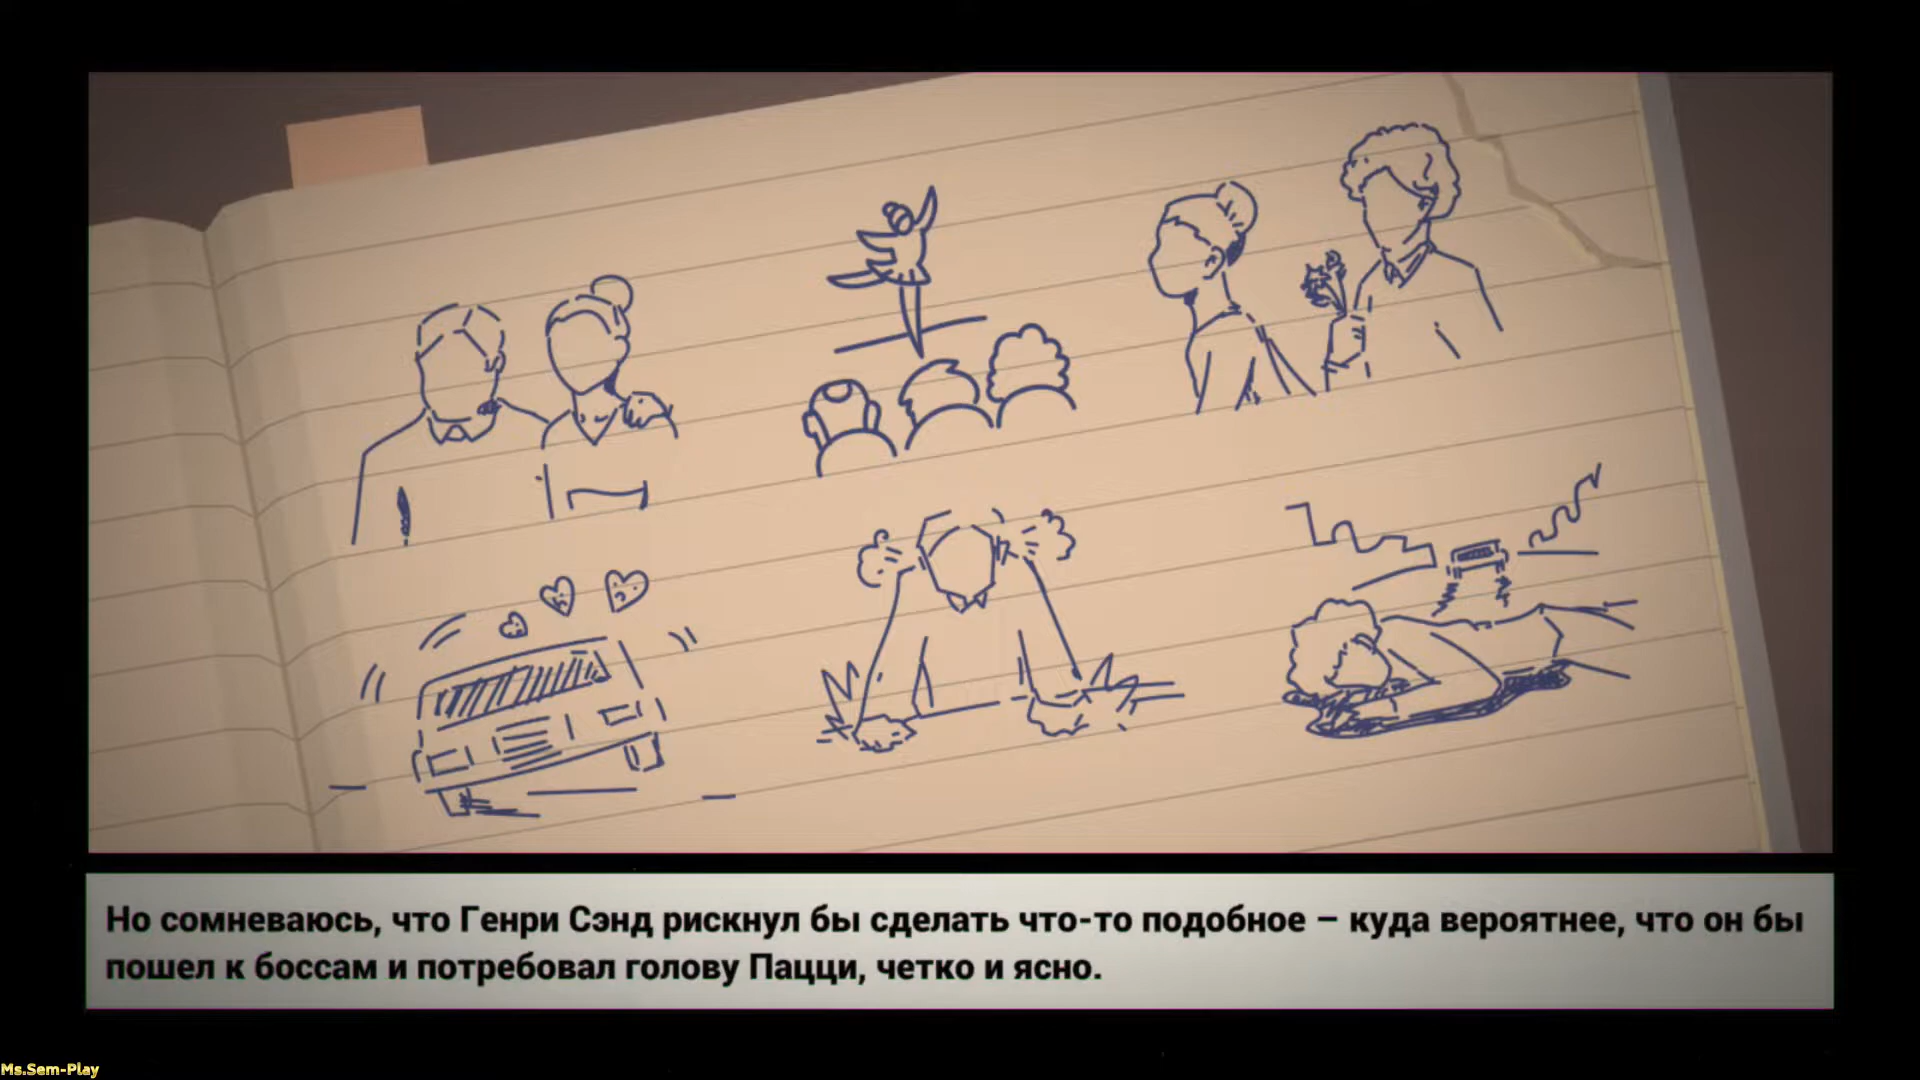 Но сомневаюсь, что Генри Сэнд рискнул бы сделать что-то подобное – куда вероятнее, что он бы
пошел к боссам и потребовал голову Пацци, четко и ясно.
Ms.Sem-Play